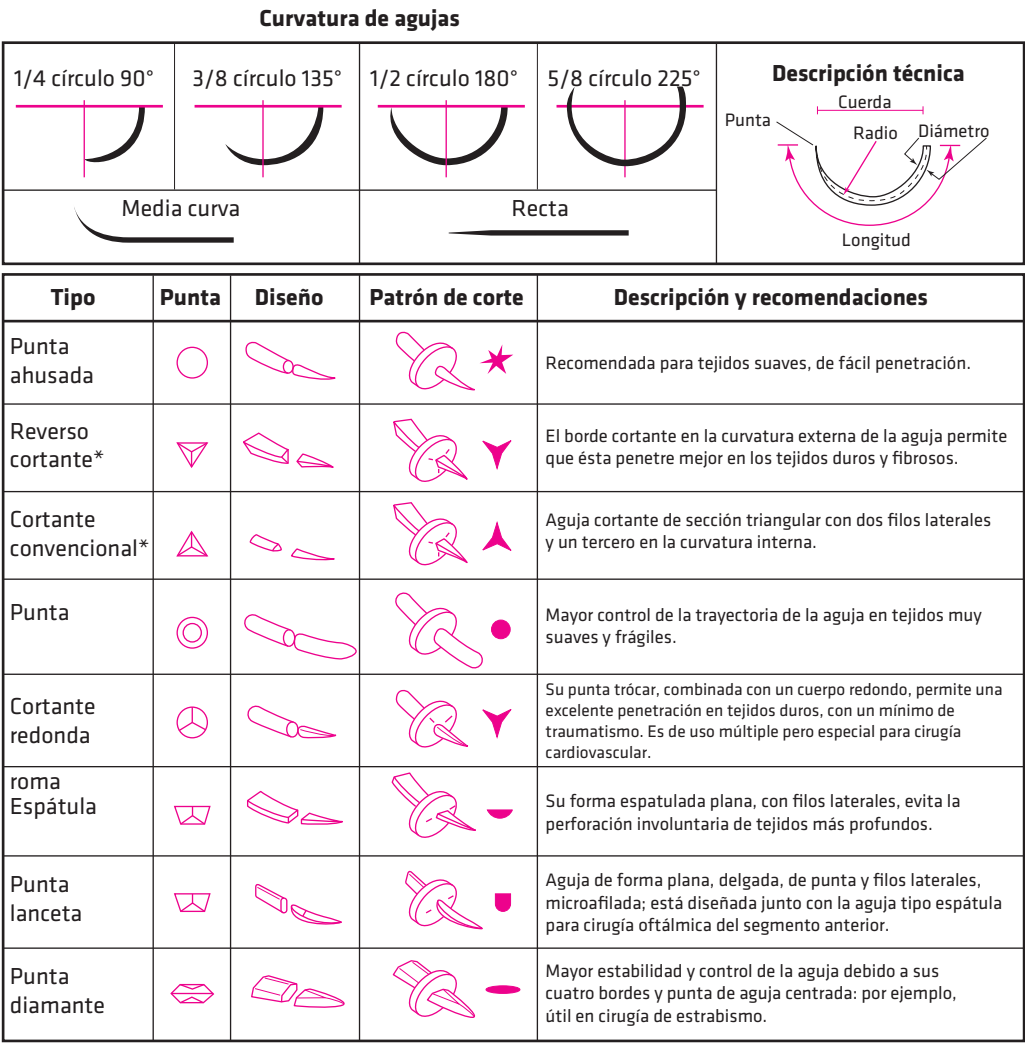 Curvatura de agujas
1/4 círculo 90°
3/8 círculo 135°
1/2 círculo 180°
5/8 círculo 225°
Media curva
Recta
Descripción técnica
Cuerda
Punta
Radio
Diámetro
Longitud
Tipo
Punta
Diseño
Patrón de corte
Descripción y recomendaciones
Punta
ahusada
Recomendada para tejidos suaves, de fácil penetración.
Reverso
cortante*
El borde cortante en la curvatura externa de la aguja permite
que ésta penetre mejor en los tejidos duros y fibrosos.
Cortante
convencional*
Aguja cortante de sección triangular con dos filos laterales
y un tercero en la curvatura interna.
Punta
Mayor control de la trayectoria de la aguja en tejidos muy
suaves y frágiles.
Cortante
redonda
Su punta trócar, combinada con un cuerpo redondo, permite una
excelente penetración en tejidos duros, con un mínimo de
traumatismo. Es de uso múltiple pero especial para cirugía
cardiovascular.
roma
Espátula
Su forma espatulada plana, con filos laterales, evita la
perforación involuntaria de tejidos más profundos.
Punta
lanceta
Aguja de forma plana, delgada, de punta y filos laterales,
microafilada; está diseñada junto con la aguja tipo espátula
para cirugía oftálmica del segmento anterior.
Punta
diamante
Mayor estabilidad y control de la aguja debido a sus
cuatro bordes y punta de aguja centrada: por ejemplo,
útil en cirugía de estrabismo.